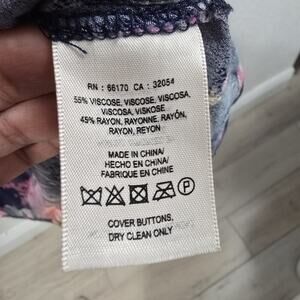 RN : 66170 CA : 32054
55% VISCOSE, VISCOSE, VISCOSA,
VISCOSA, VISKOSE
45% RAYON, RAYONNE, RAYÓN,
RAYON, REYON
MADE IN CHINA/
HECHO EN CHINA/
FABRIQUE EN CHINE
P
COVER BUTTONS.
DRY CLEAN ONLY